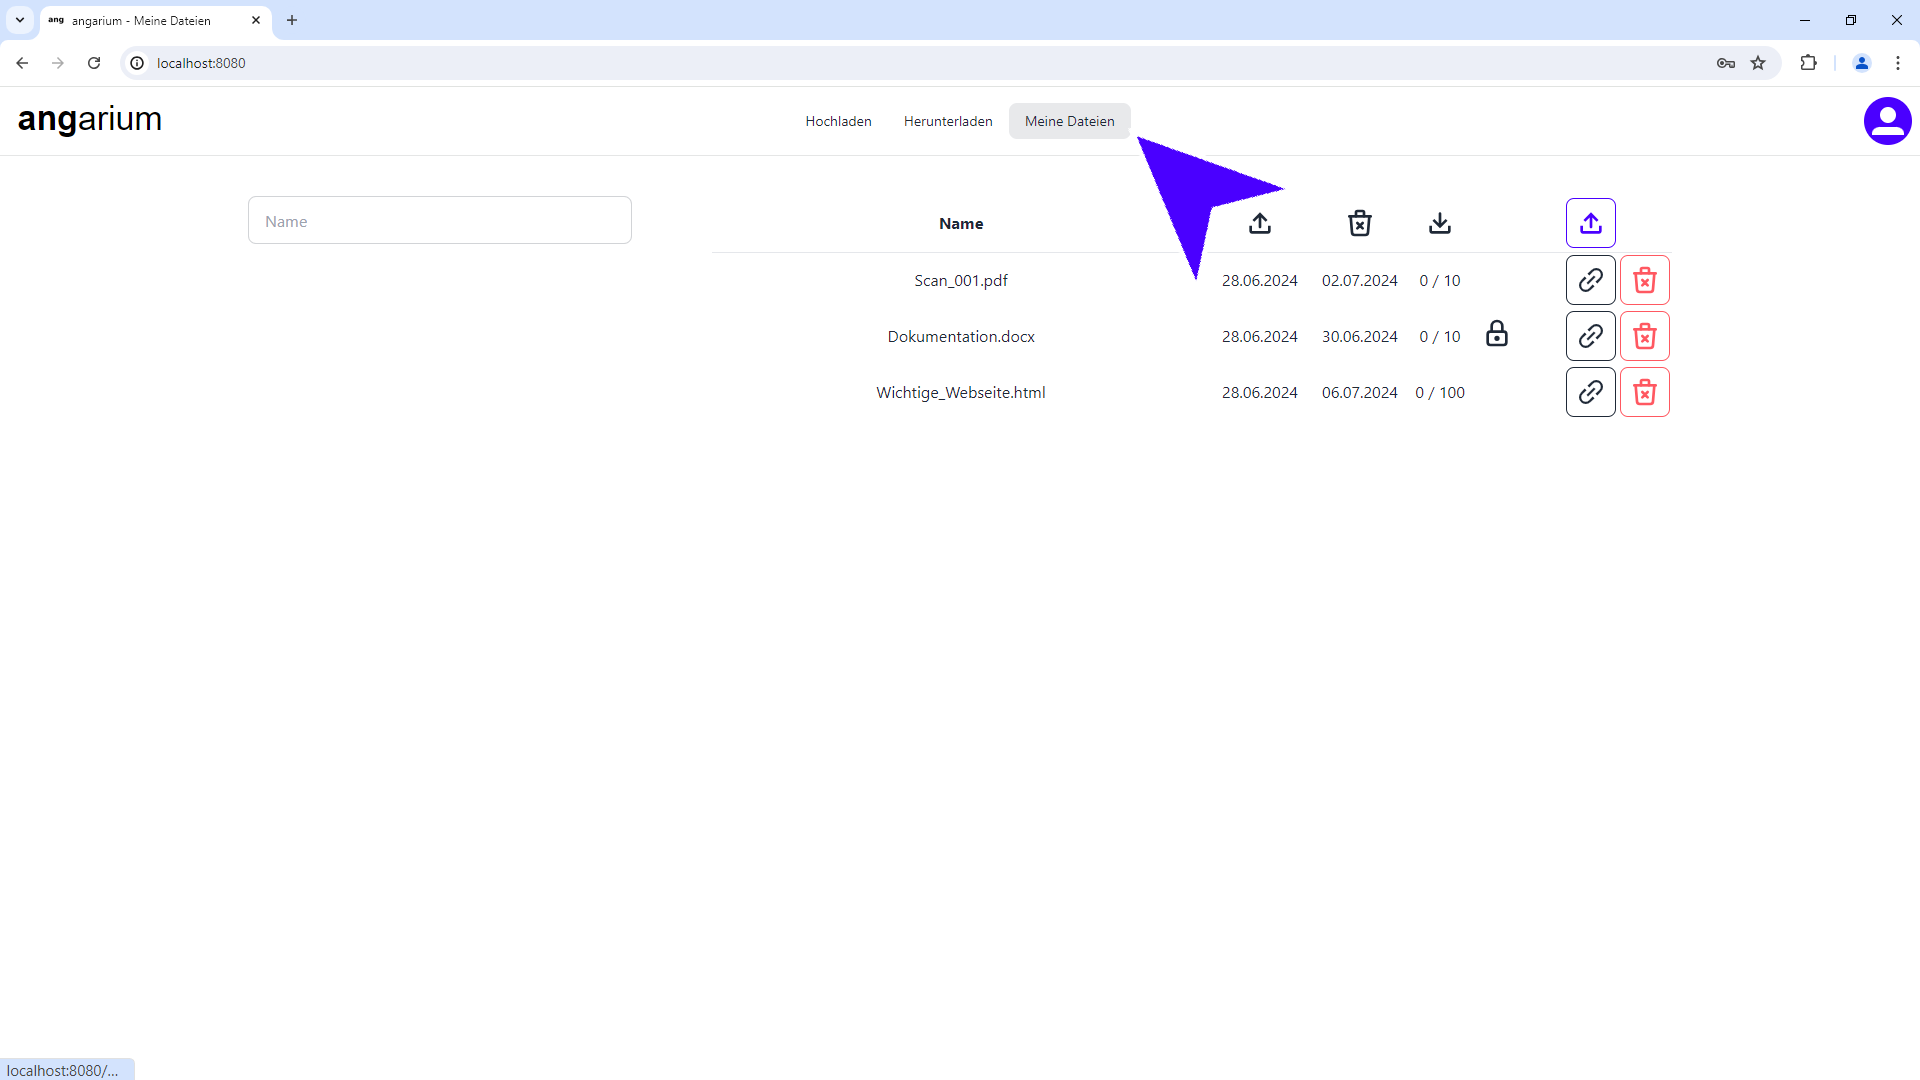 ang angarium - Meine Dateien
localhost:8080
angarium
Hochladen Herunterladen Meine Dateien
Name
Name
Scan_001.pdf 28.06.2024 02.07.2024 0 / 10
Dokumentation.docx 28.06.2024 30.06.2024 0 / 10
Wichtige_Webseite.html 28.06.2024 06.07.2024 0 / 100
localhost:8080/...